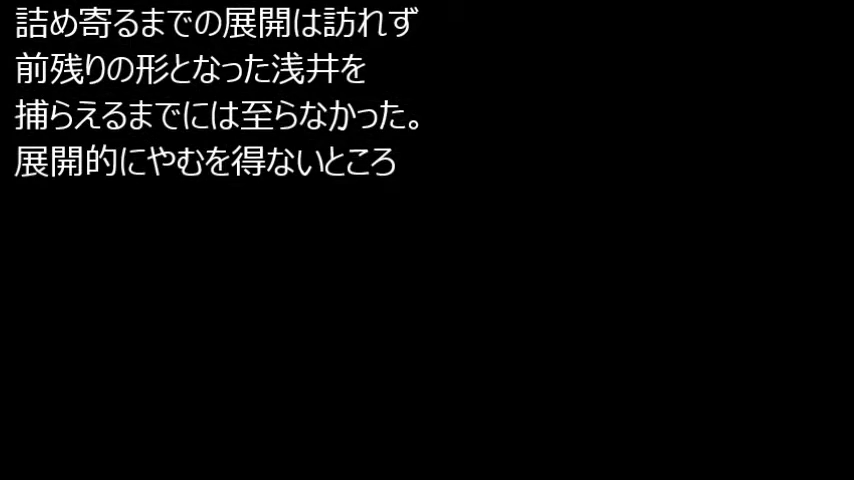 詰め寄るまでの展開は訪れず
前残りの形となった浅井を
捕らえるまでには至らなかった。
展開的にやむを得ないところ